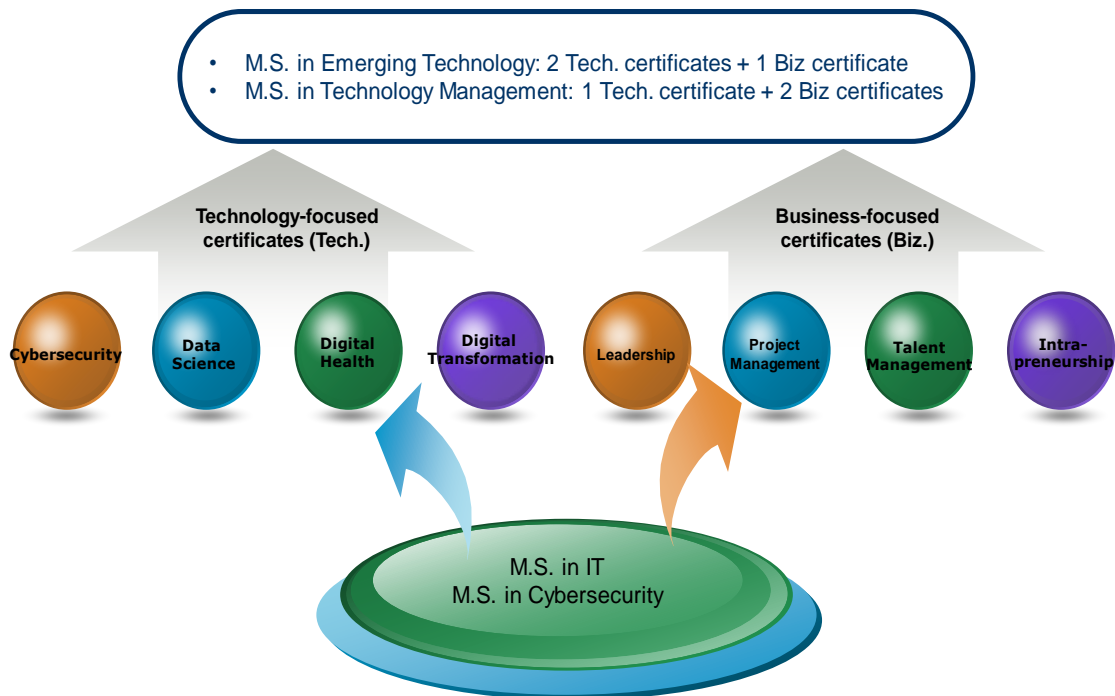 • M.S. in Emerging Technology: 2 Tech. certificates + 1 Biz certificate
• M.S. in Technology Management: 1 Tech. certificate + 2 Biz certificates
Technology-focused
certificates (Tech.)
Business-focused
certificates (Biz.)
Cybersecurity
Data
Science
Digital
Health
Digital
Transformation
Leadership
Project
Management
Talent
Management
Intra-
preneurship
M.S. in IT
M.S. in Cybersecurity